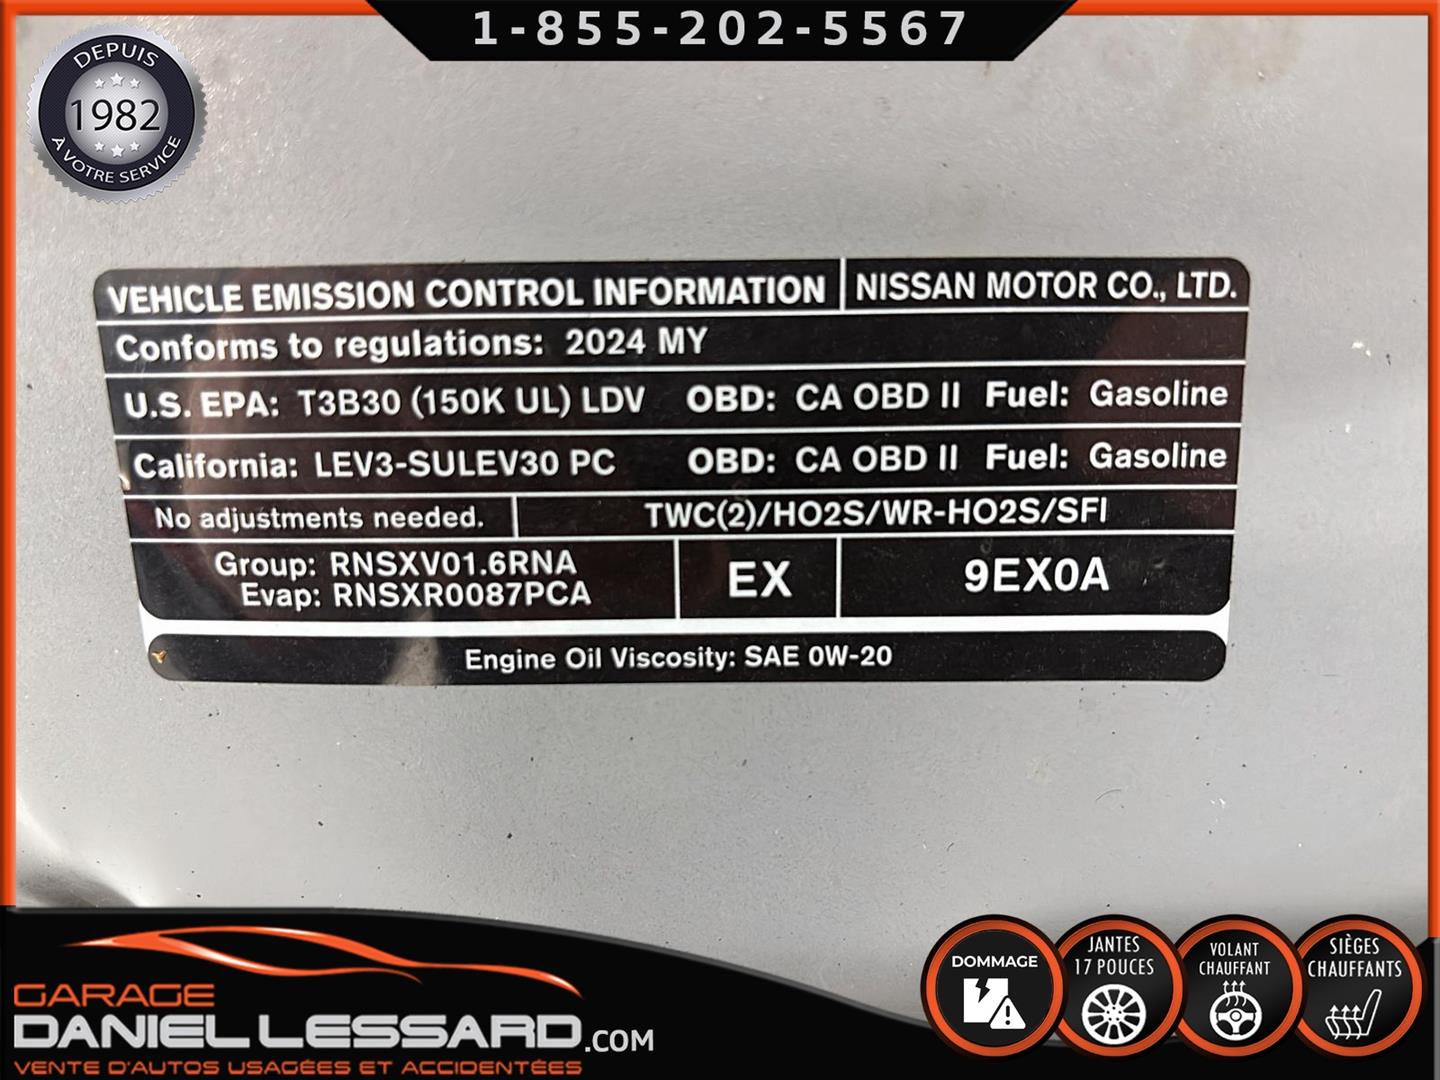 1-855-202-5567
DEPUIS
1982
À VOTRE SERVICE
VEHICLE EMISSION CONTROL INFORMATION NISSAN MOTOR CO., LTD.
Conforms to regulations: 2024 MY
U.S. EPA: T3B30 (150K UL) LDV OBD: CA OBD II Fuel: Gasoline
California: LEV3-SULEV30 PC OBD: CA OBD II Fuel: Gasoline
No adjustments needed. TWC(2)/HO2S/WR-HO2S/SFI
Group: RNSXV01.6RNA
Evap: RNSXR0087PCA
EX
9EX0A
Engine Oil Viscosity: SAE 0W-20
GARAGE
DANIEL LESSARD.COM
VENTE D'AUTOS USAGÉES ET ACCIDENTÉES
DOMMAGE
JANTES
17 POUCES
VOLANT
CHAUFFANT
SIÈGES
CHAUFFANTS